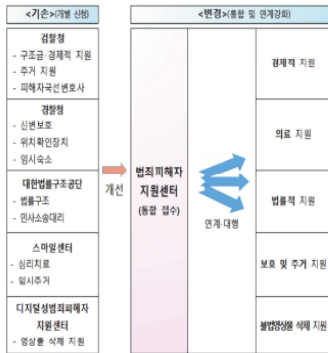 <기존>(개별 신청)
<변경>(통합 및 연계강화)
검찰청
- 구조금·경제적 지원
- 주거 지원
- 피해자국선변호사
경찰청
- 신변보호
- 위치확인장치
- 임시숙소
대한법률구조공단
- 법률구조
- 민사소송대리
스마일센터
- 심리치료
- 임시주거
디지털성범죄피해자
지원센터
- 영상물 삭제 지원
개선
범죄피해자
지원센터
(통합 접수)
연계·대행
경제적 지원
의료 지원
법률적 지원
보호 및 주거 지원
불법영상물 삭제 지원